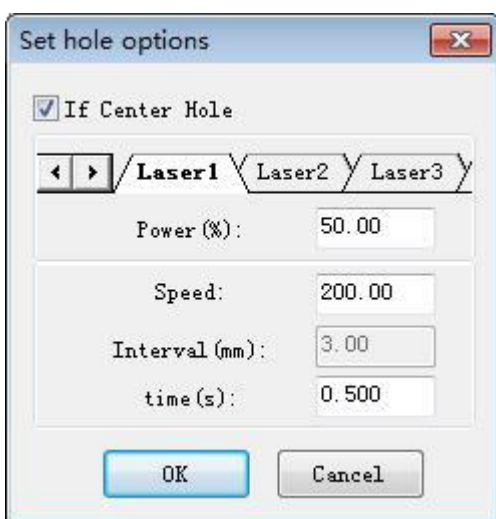 Set hole options
If Center Hole
Laser1 Laser2 Laser3
Power(%): 50.00
Speed: 200.00
Interval(mm): 3.00
time(s): 0.500
OK Cancel